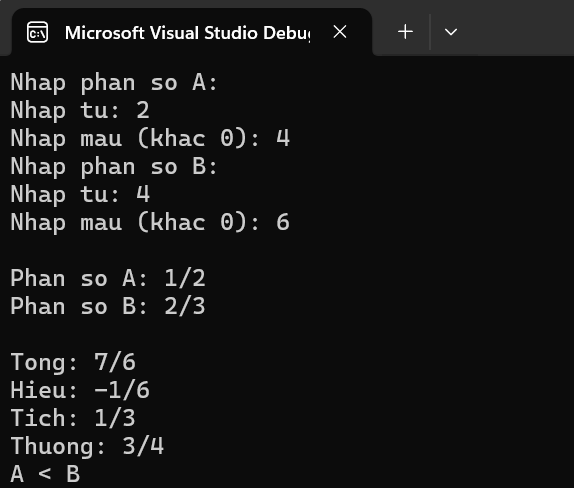 Microsoft Visual Studio Debu
Nhap phan so A:
Nhap tu: 2
Nhap mau (khac 0): 4
Nhap phan so B:
Nhap tu: 4
Nhap mau (khac 0): 6
Phan so A: 1/2
Phan so B: 2/3
Tong: 7/6
Hieu: -1/6
Tich: 1/3
Thuong: 3/4
A < B